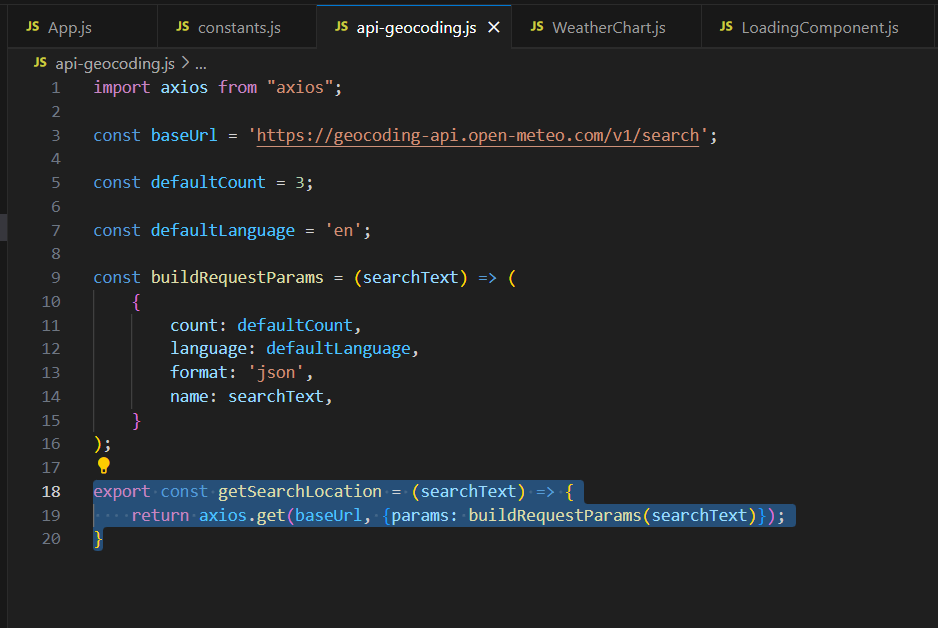 JS App.js JS constants.js JS api-geocoding.js JS WeatherChart.js JS LoadingComponent.js
JS api-geocoding.js > ...
1 import axios from "axios";
2
3 const baseUrl = 'https://geocoding-api.open-meteo.com/v1/search';
4
5 const defaultCount = 3;
6
7 const defaultLanguage = 'en';
8
9 const buildRequestParams = (searchText) => (
10     {
11         count: defaultCount,
12         language: defaultLanguage,
13         format: 'json',
14         name: searchText,
15     }
16 );
17
18 export const getSearchLocation = (searchText) => {
19     return axios.get(baseUrl, {params: buildRequestParams(searchText)});
20 }